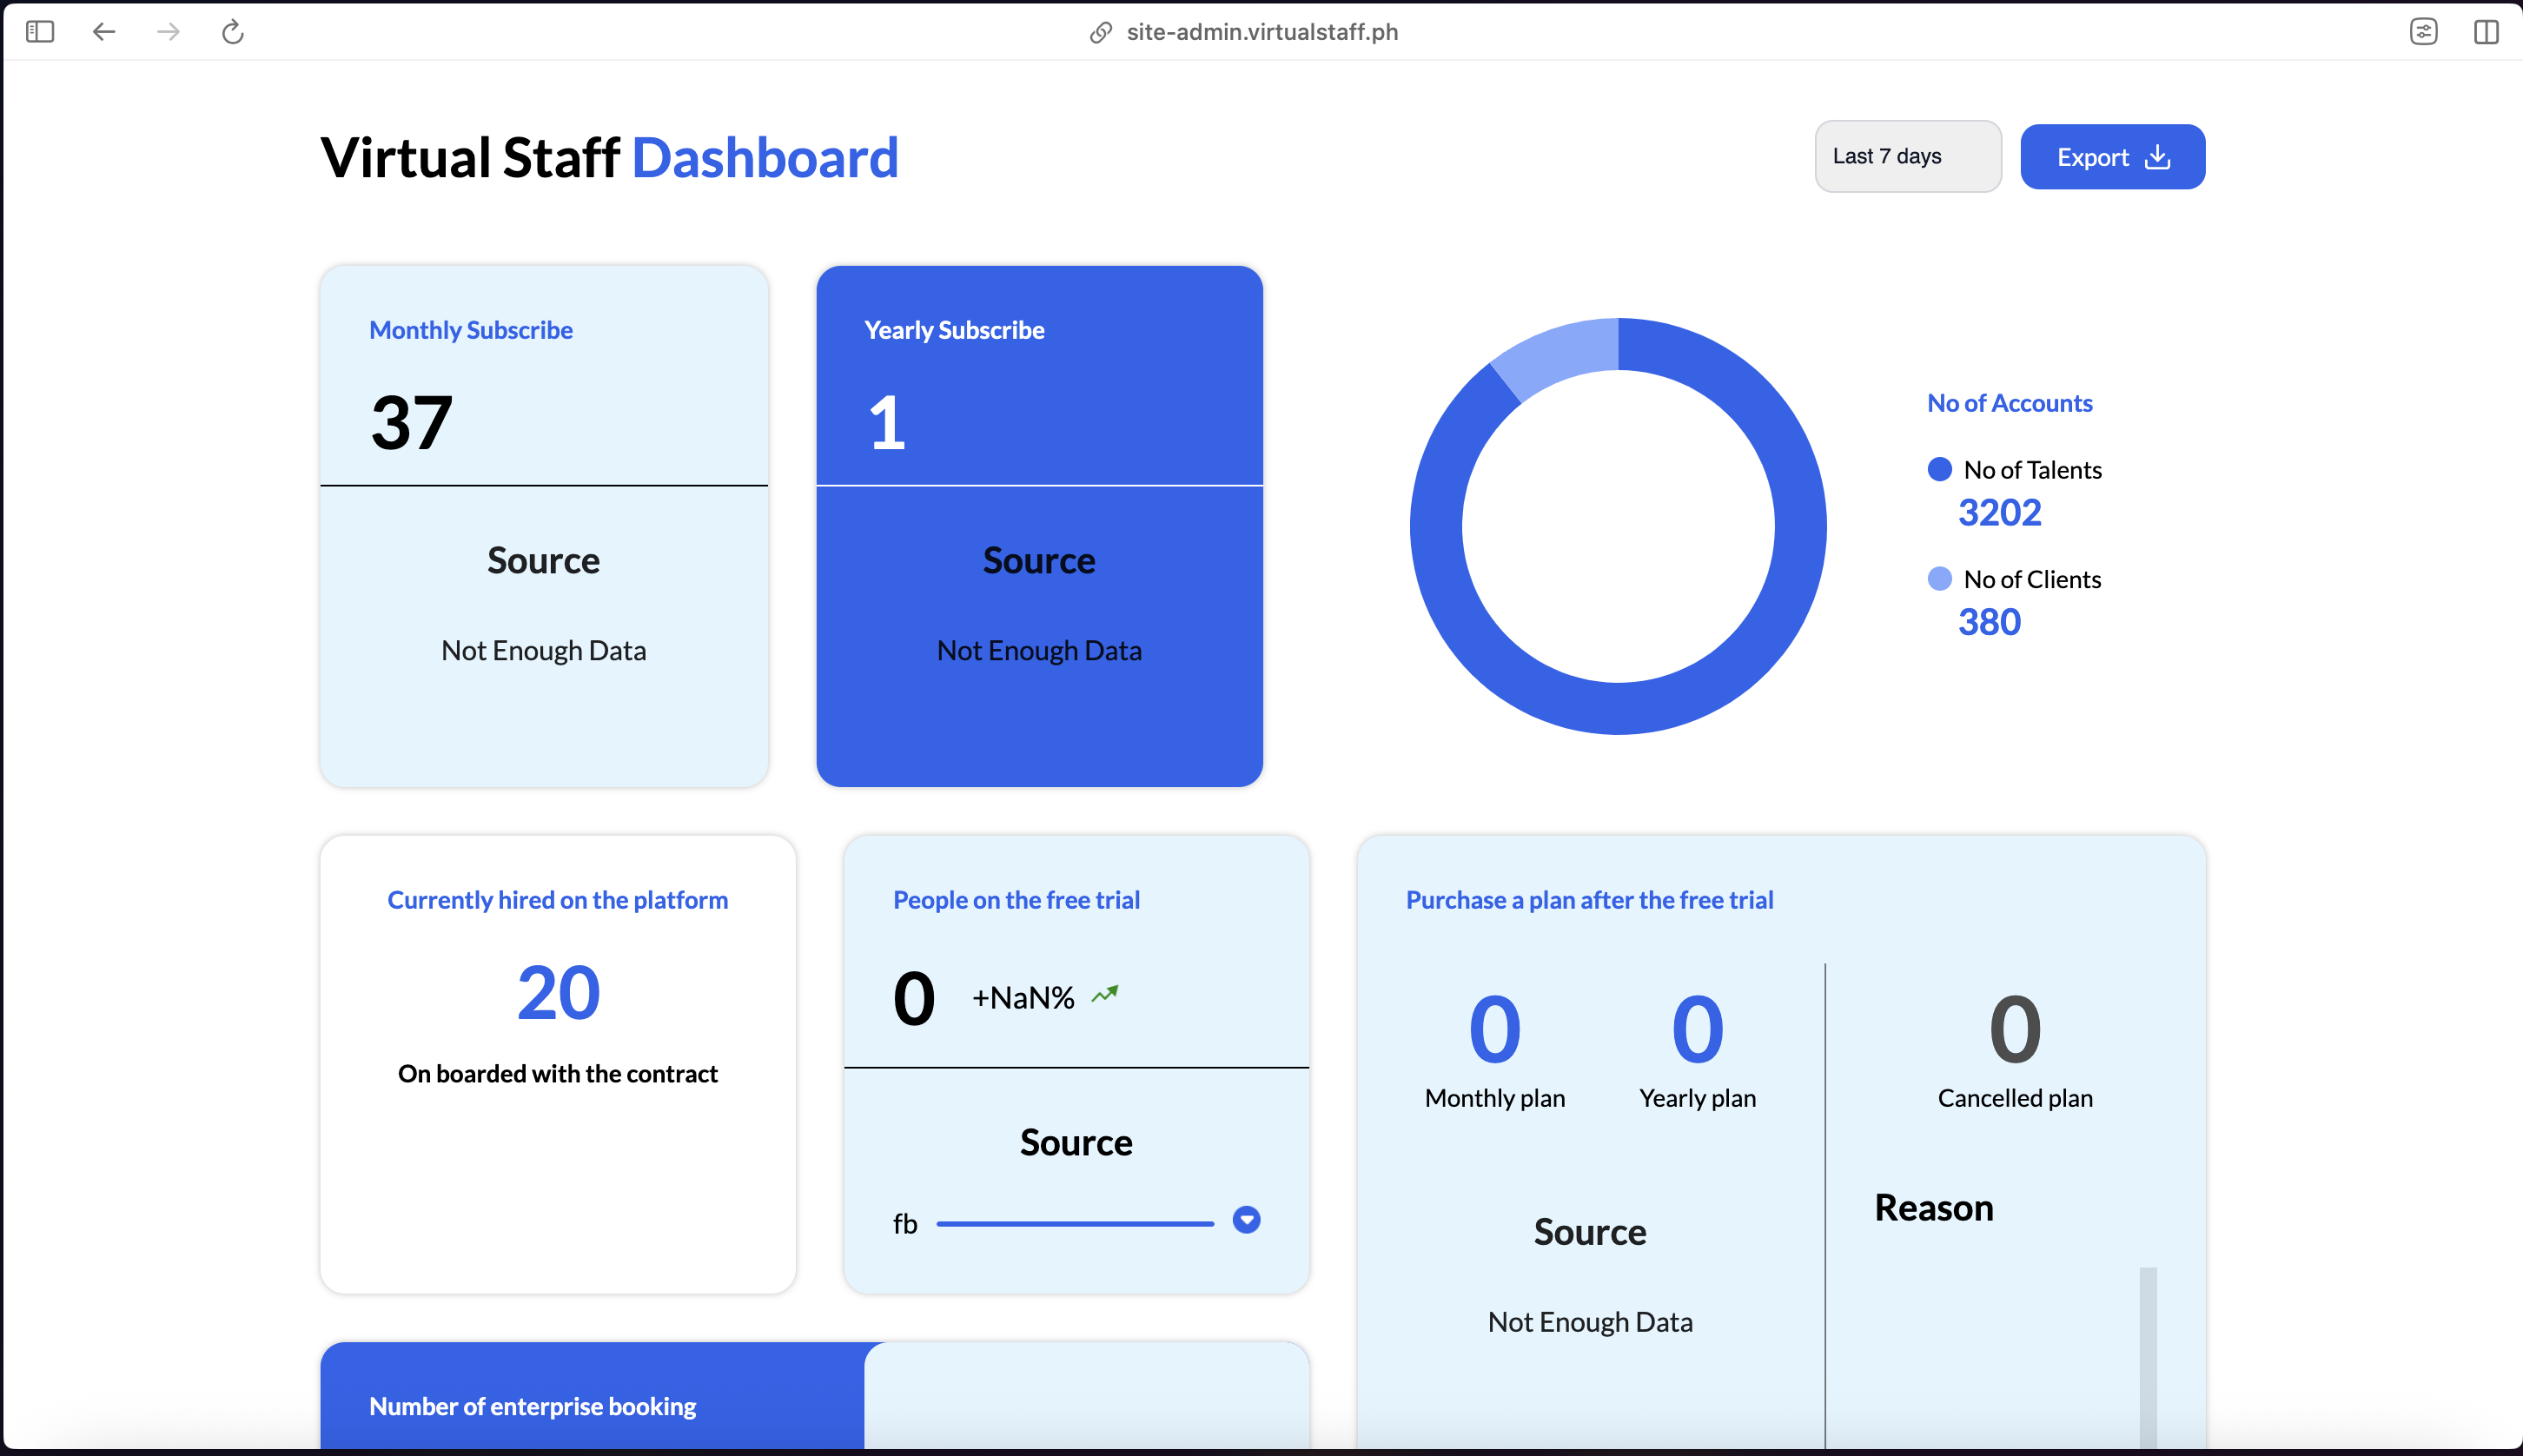 site-admin.virtualstaff.ph
Virtual Staff Dashboard
Last 7 days
Export
Monthly Subscribe
37
Source
Not Enough Data
Yearly Subscribe
1
Source
Not Enough Data
No of Accounts
No of Talents
3202
No of Clients
380
Currently hired on the platform
20
On boarded with the contract
People on the free trial
0 +NaN%
Source
fb
Purchase a plan after the free trial
0
Monthly plan
0
Yearly plan
Source
Not Enough Data
0
Cancelled plan
Reason
Number of enterprise booking